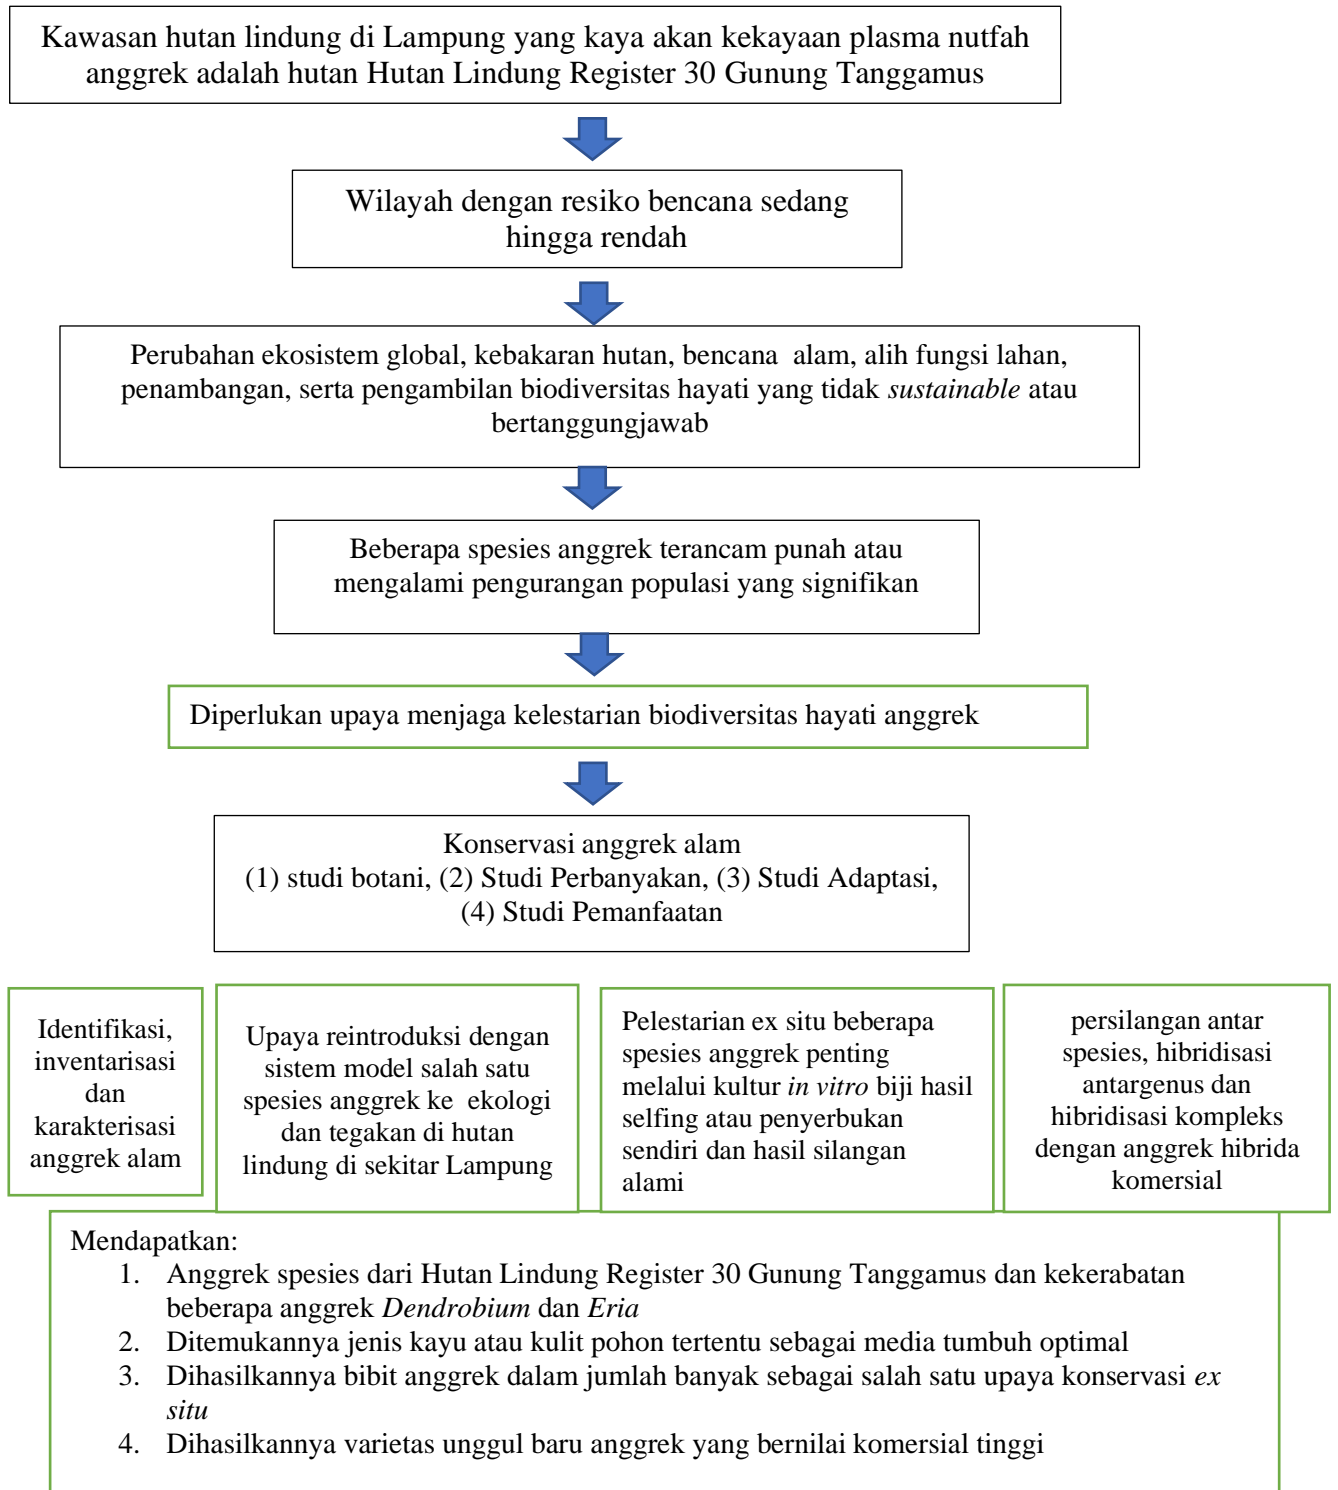 Kawasan hutan lindung di Lampung yang kaya akan kekayaan plasma nutfah
anggrek adalah hutan Hutan Lindung Register 30 Gunung Tanggamus
Wilayah dengan resiko bencana sedang
hingga rendah
Perubahan ekosistem global, kebakaran hutan, bencana alam, alih fungsi lahan,
penambangan, serta pengambilan biodiversitas hayati yang tidak sustainable atau
bertanggungjawab
Beberapa spesies anggrek terancam punah atau
mengalami pengurangan populasi yang signifikan
Diperlukan upaya menjaga kelestarian biodiversitas hayati anggrek
Konservasi anggrek alam
(1) studi botani, (2) Studi Perbanyakan, (3) Studi Adaptasi,
(4) Studi Pemanfaatan
Identifikasi,
inventarisasi
dan
karakterisasi
anggrek alam
Upaya reintroduksi dengan
sistem model salah satu
spesies anggrek ke ekologi
dan tegakan di hutan
lindung di sekitar Lampung
Pelestarian ex situ beberapa
spesies anggrek penting
melalui kultur in vitro biji hasil
selfing atau penyerbukan
sendiri dan hasil silangan
alami
persilangan antar
spesies, hibridisasi
antargenus dan
hibridisasi kompleks
dengan anggrek hibrida
komersial
Mendapatkan:
1. Anggrek spesies dari Hutan Lindung Register 30 Gunung Tanggamus dan kekerabatan
beberapa anggrek Dendrobium dan Eria
2. Ditemukannya jenis kayu atau kulit pohon tertentu sebagai media tumbuh optimal
3. Dihasilkannya bibit anggrek dalam jumlah banyak sebagai salah satu upaya konservasi ex
situ
4. Dihasilkannya varietas unggul baru anggrek yang bernilai komersial tinggi